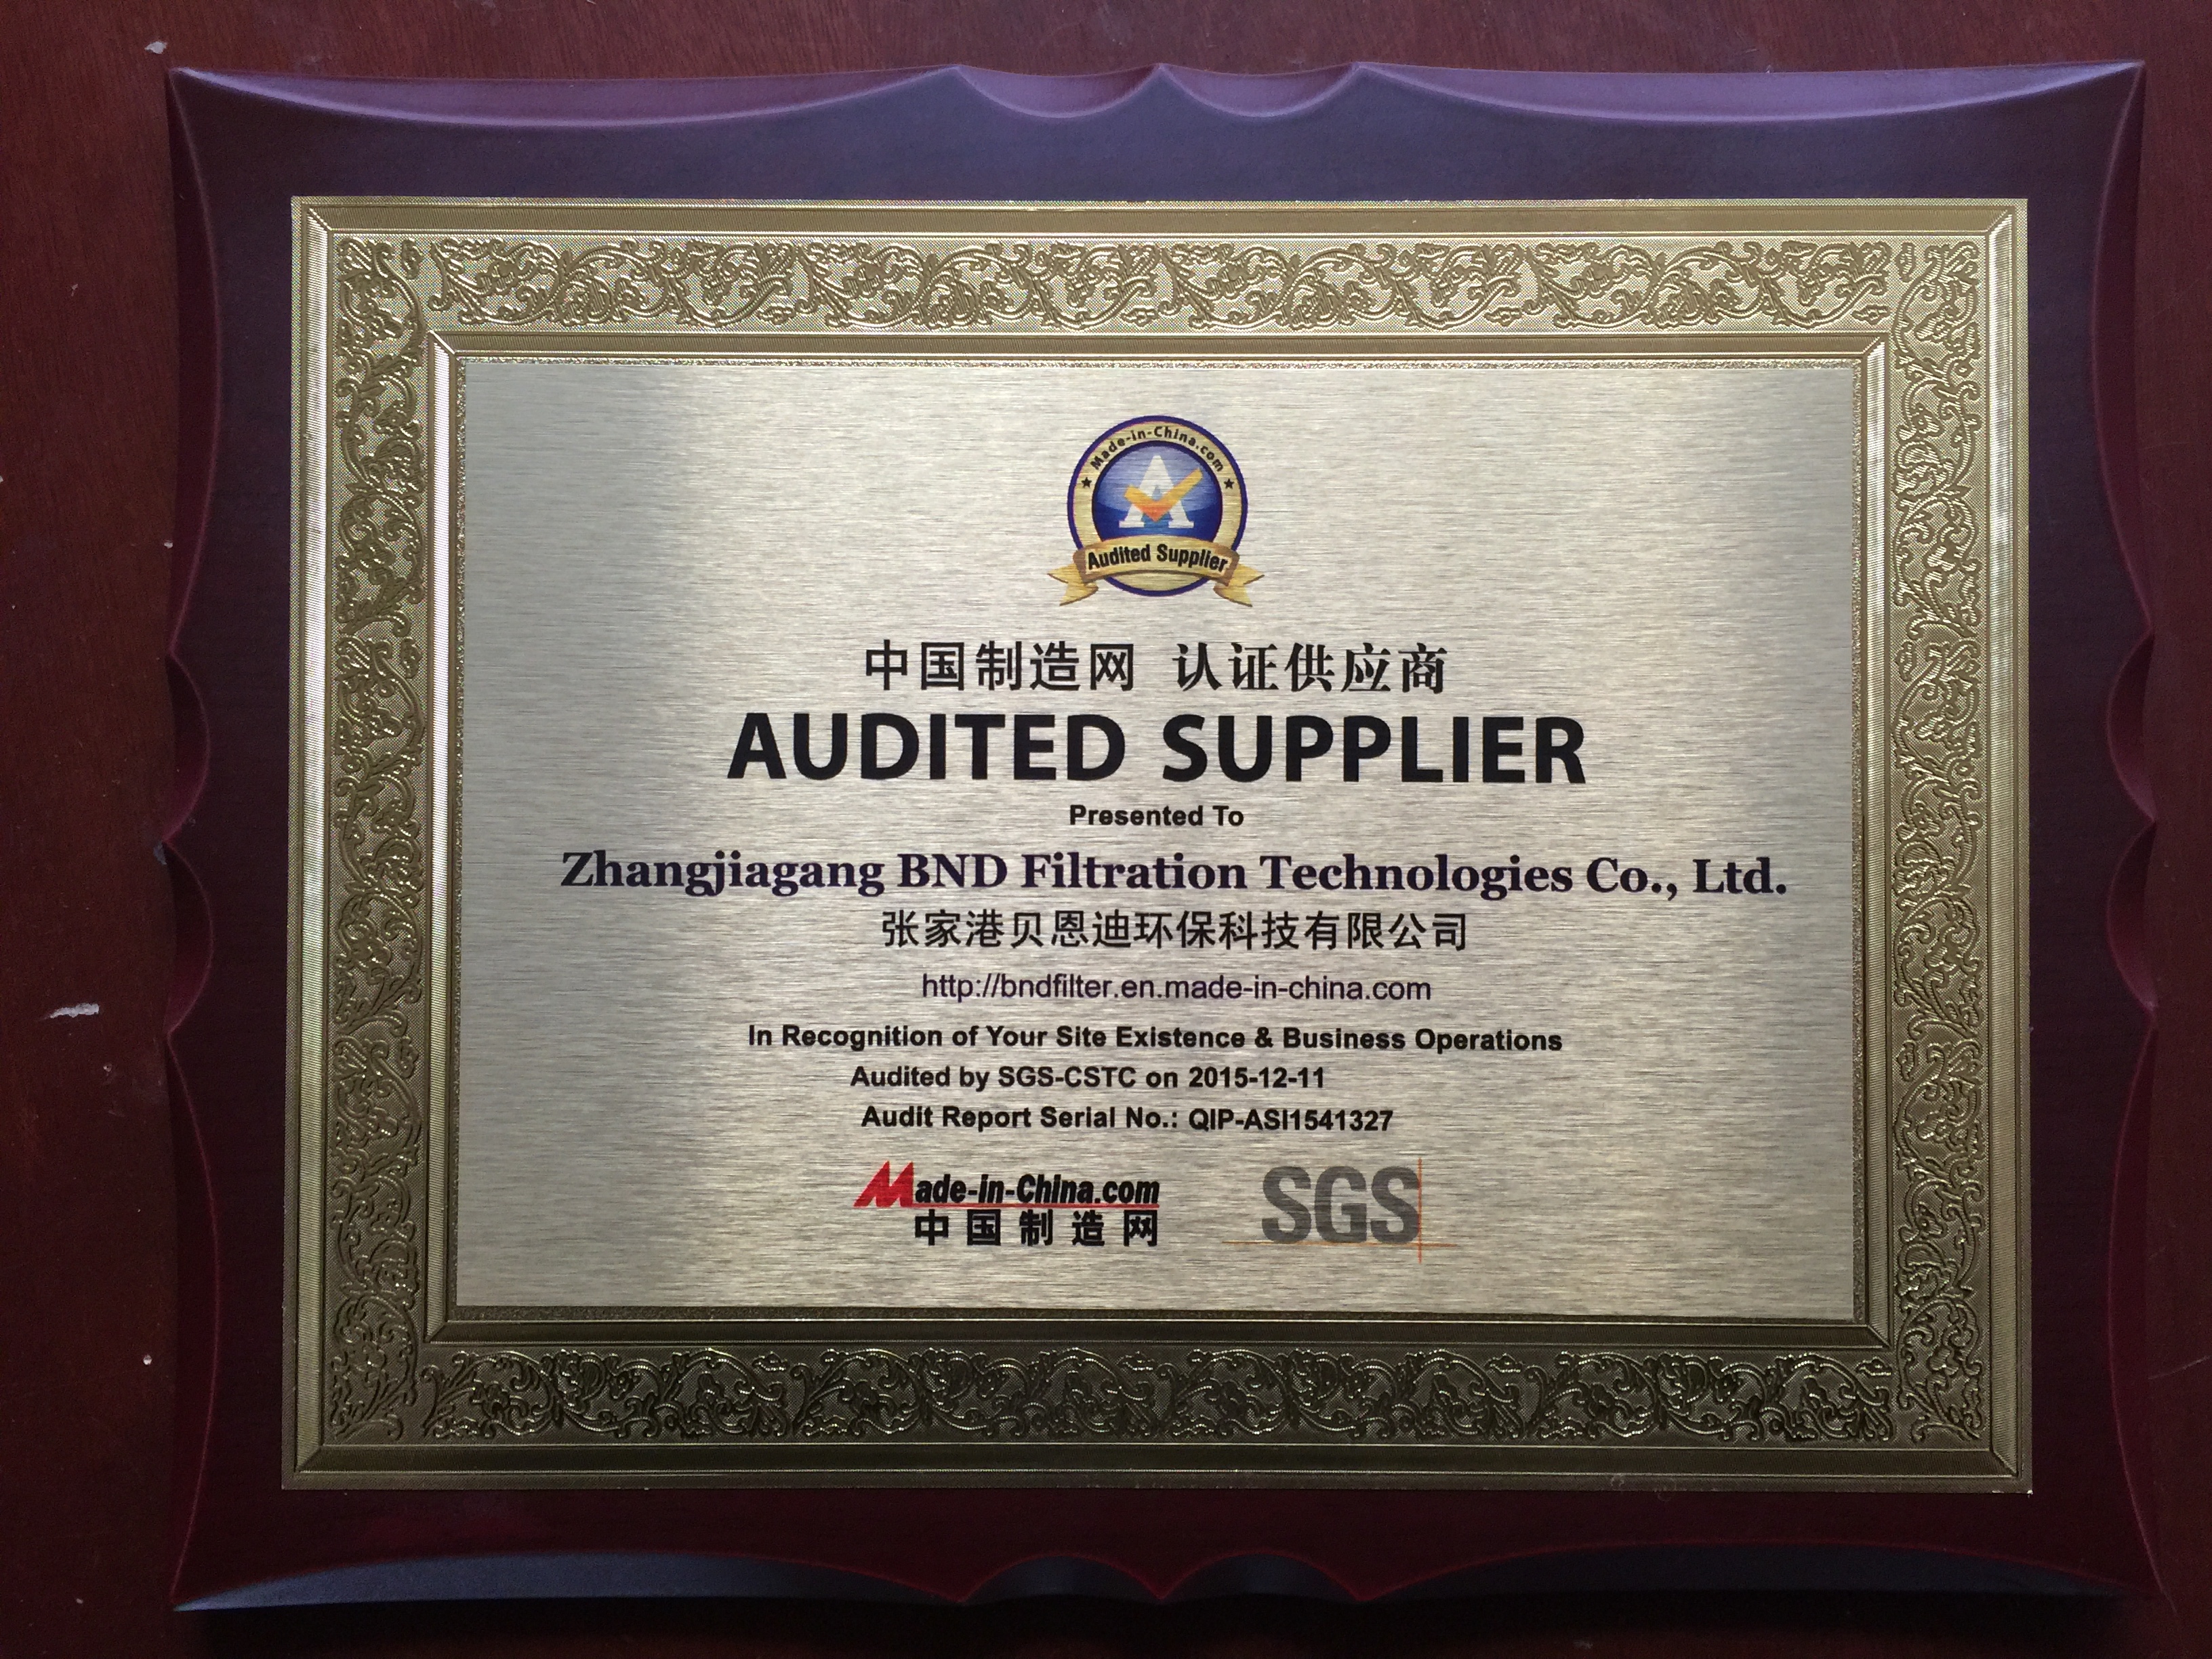 Made-in-China.com
A
Audited Supplier
中国制造网 认证供应商
AUDITED SUPPLIER
Presented To
Zhangjiagang BND Filtration Technologies Co., Ltd.
张家港贝恩迪环保科技有限公司
http://bndfilter.en.made-in-china.com
In Recognition of Your Site Existence & Business Operations
Audited by SGS-CSTC on 2015-12-11
Audit Report Serial No.: QIP-ASI1541327
Made-in-China.com
中国制造网
SGS